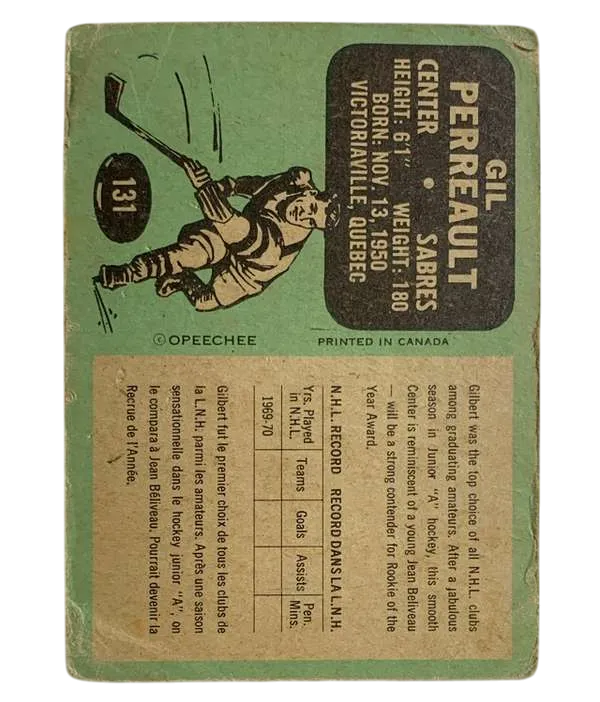 GIL
PERREAULT
CENTER • SABRES
HEIGHT: 6'1" WEIGHT: 180
BORN: NOV. 13, 1950
VICTORIAVILLE, QUEBEC
131
© OPEECHEE
PRINTED IN CANADA
Gilbert was the top choice of all N.H.L. clubs
among graduating amateurs. After a fabulous
season in Junior "A" hockey, this smooth
Center is reminiscent of a young Jean Beliveau
— will be a strong contender for Rookie of the
Year Award.
N.H.L. RECORD RECORD DANS LA L.N.H.
Yrs. Played in N.H.L. Teams Goals Assists Pen. Mins.
1969-70
Gilbert fut le premier choix de tous les clubs de
la L.N.H. parmi les amateurs. Après une saison
sensationnelle dans le hockey junior "A", on
le compara à Jean Béliveau. Pourrait devenir la
Recrue de l'Année.